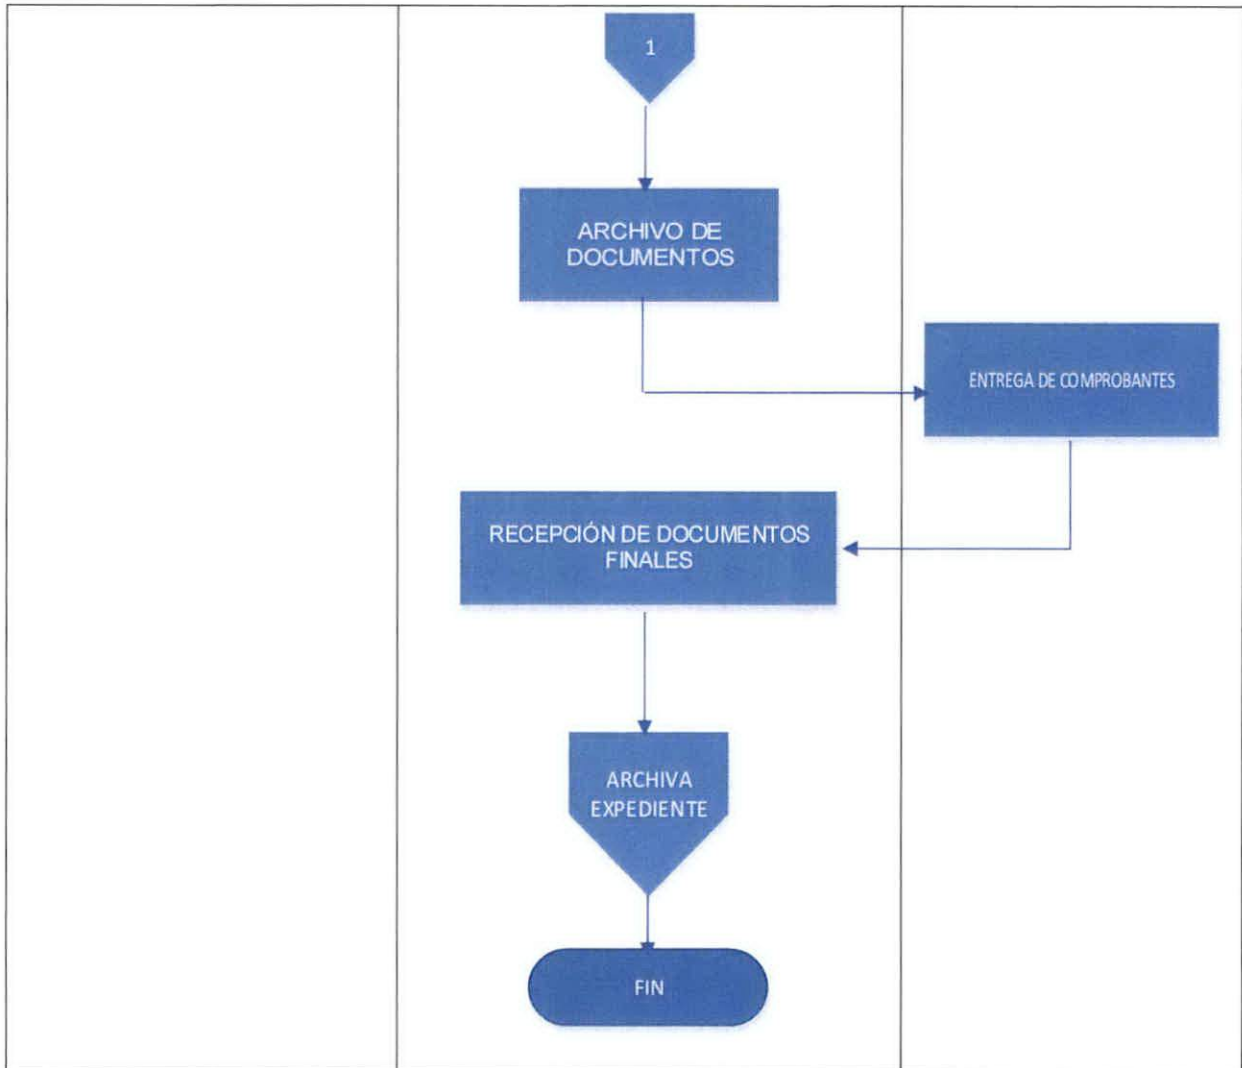 1
ARCHIVO DE
DOCUMENTOS
ENTREGA DE COMPROBANTES
RECEPCIÓN DE DOCUMENTOS
FINALES
ARCHIVA
EXPEDIENTE
FIN